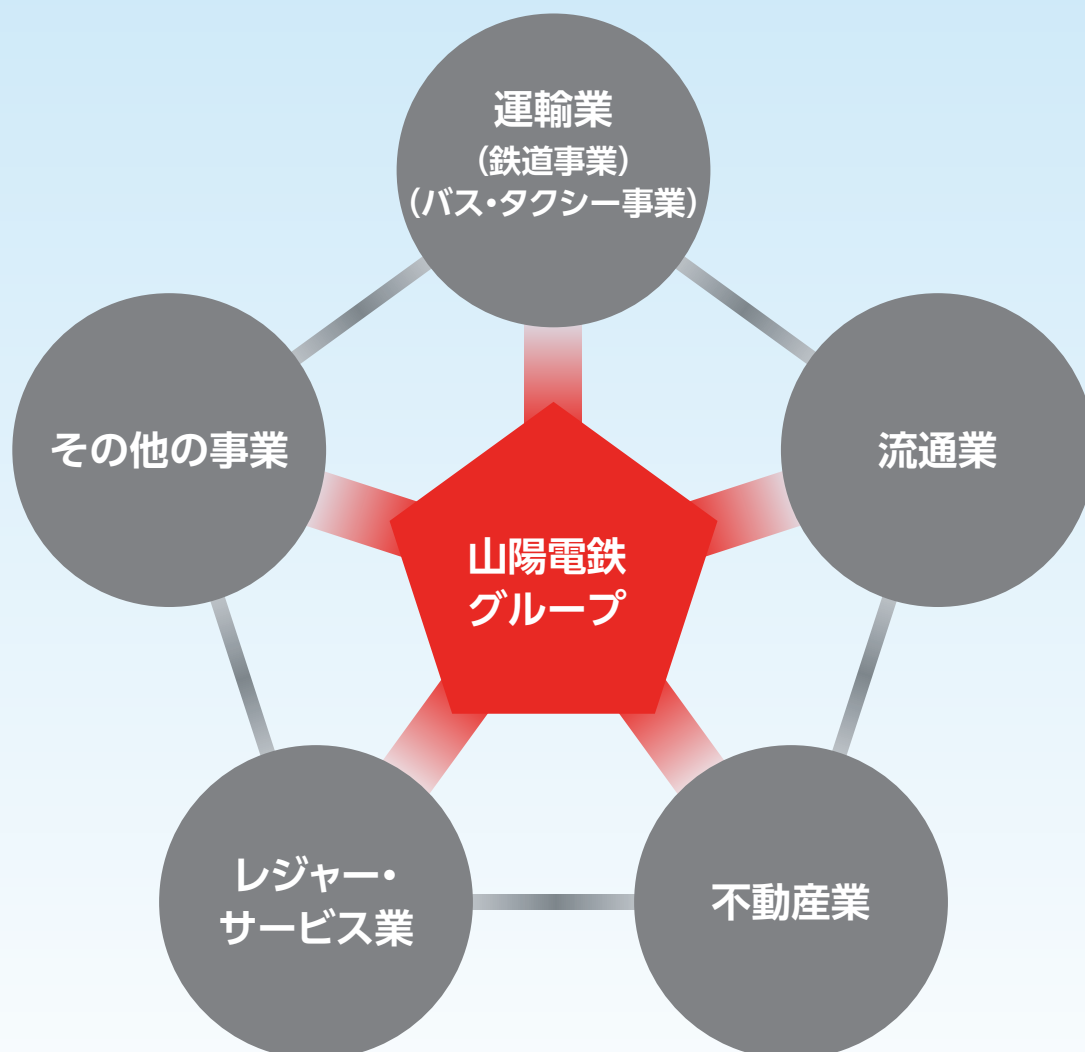 運輸業
(鉄道事業)
(バス・タクシー事業)
その他の事業
流通業
山陽電鉄
グループ
レジャー・
サービス業
不動産業